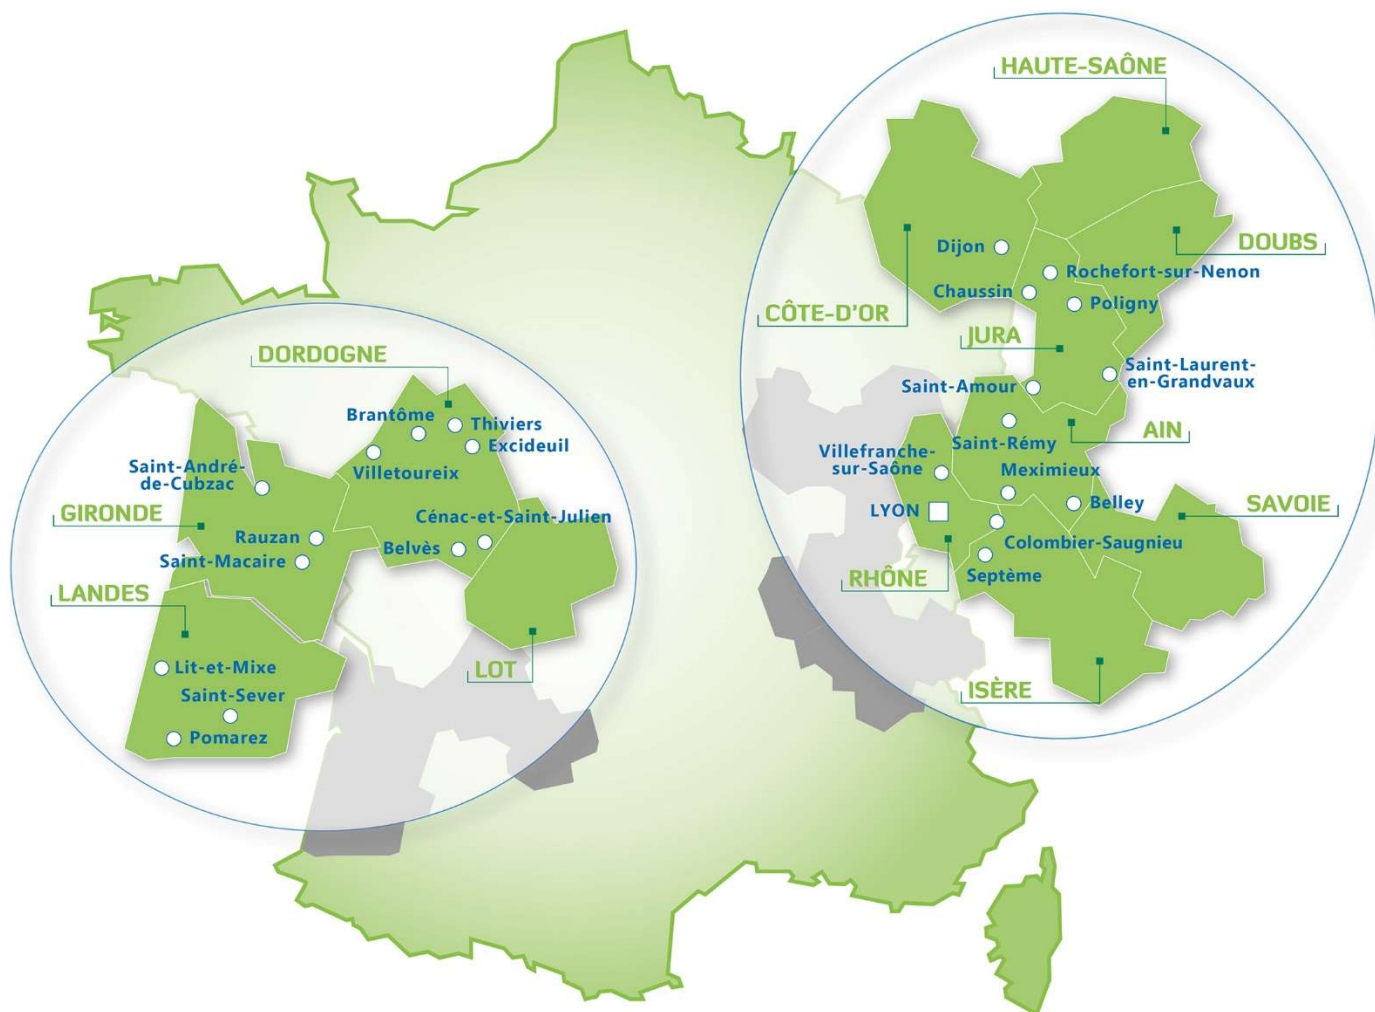 HAUTE-SAÔNE
DOUBS
Dijon
Rochefort-sur-Nenon
Chaussin
Poligny
CÔTE-D'OR
JURA
Saint-Laurent-
en-Grandvaux
Saint-Amour
AIN
Saint-Rémy
Villefranche-
sur-Saône
Meximieux
Belley
SAVOIE
LYON
Colombier-Saugnieu
Septème
RHÔNE
ISÈRE
DORDOGNE
Brantôme
Thiviers
Excideuil
Villetoureix
Saint-André-
de-Cubzac
GIRONDE
Cénac-et-Saint-Julien
Rauzan
Belvès
Saint-Macaire
LANDES
Lit-et-Mixe
LOT
Saint-Sever
Pomarez